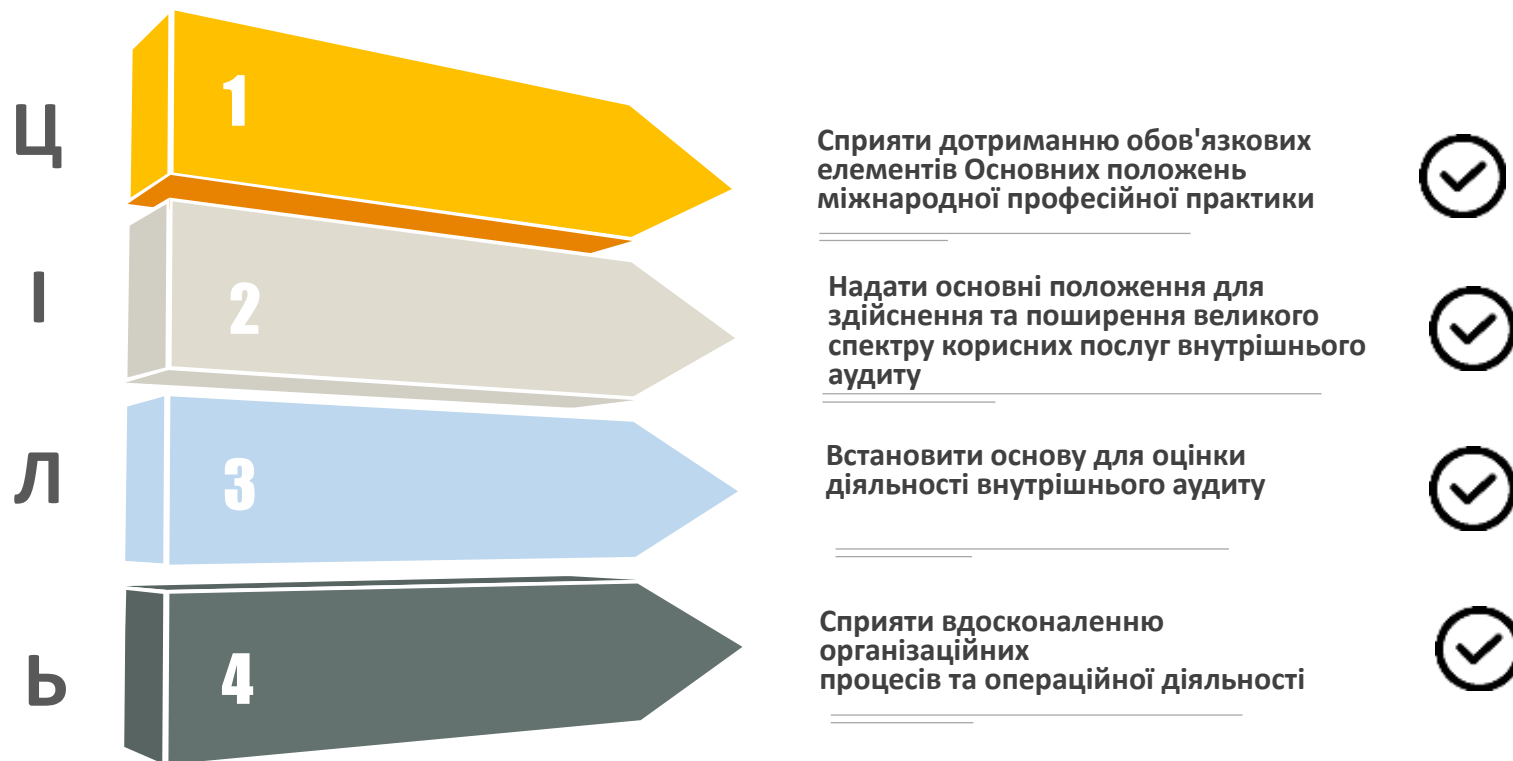 Ц
І
Л
Ь
1
Сприяти дотриманню обов'язкових
елементів Основних положень
міжнародної професійної практики
2
Надати основні положення для
здійснення та поширення великого
спектру корисних послуг внутрішнього
аудиту
3
Встановити основу для оцінки
діяльності внутрішнього аудиту
4
Сприяти вдосконаленню
організаційних
процесів та операційної діяльності